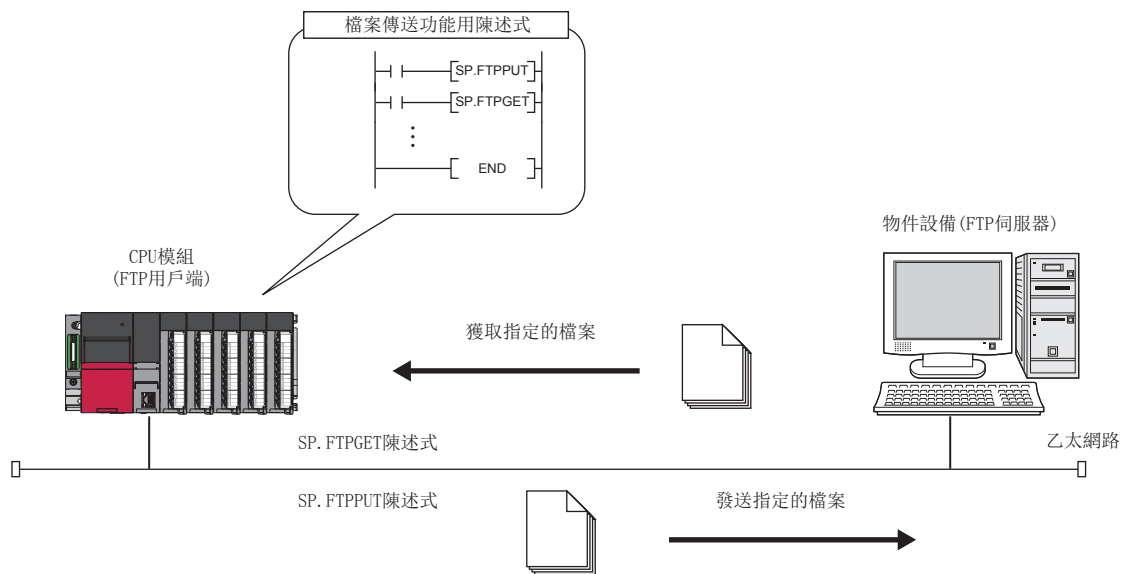 檔案傳送功能用陳述式
SP.FTPPUT
SP.FTPGET
END
物件設備(FTP伺服器)
CPU模組
(FTP用戶端)
獲取指定的檔案
SP.FTPGET陳述式
乙太網路
SP.FTPPUT陳述式
發送指定的檔案